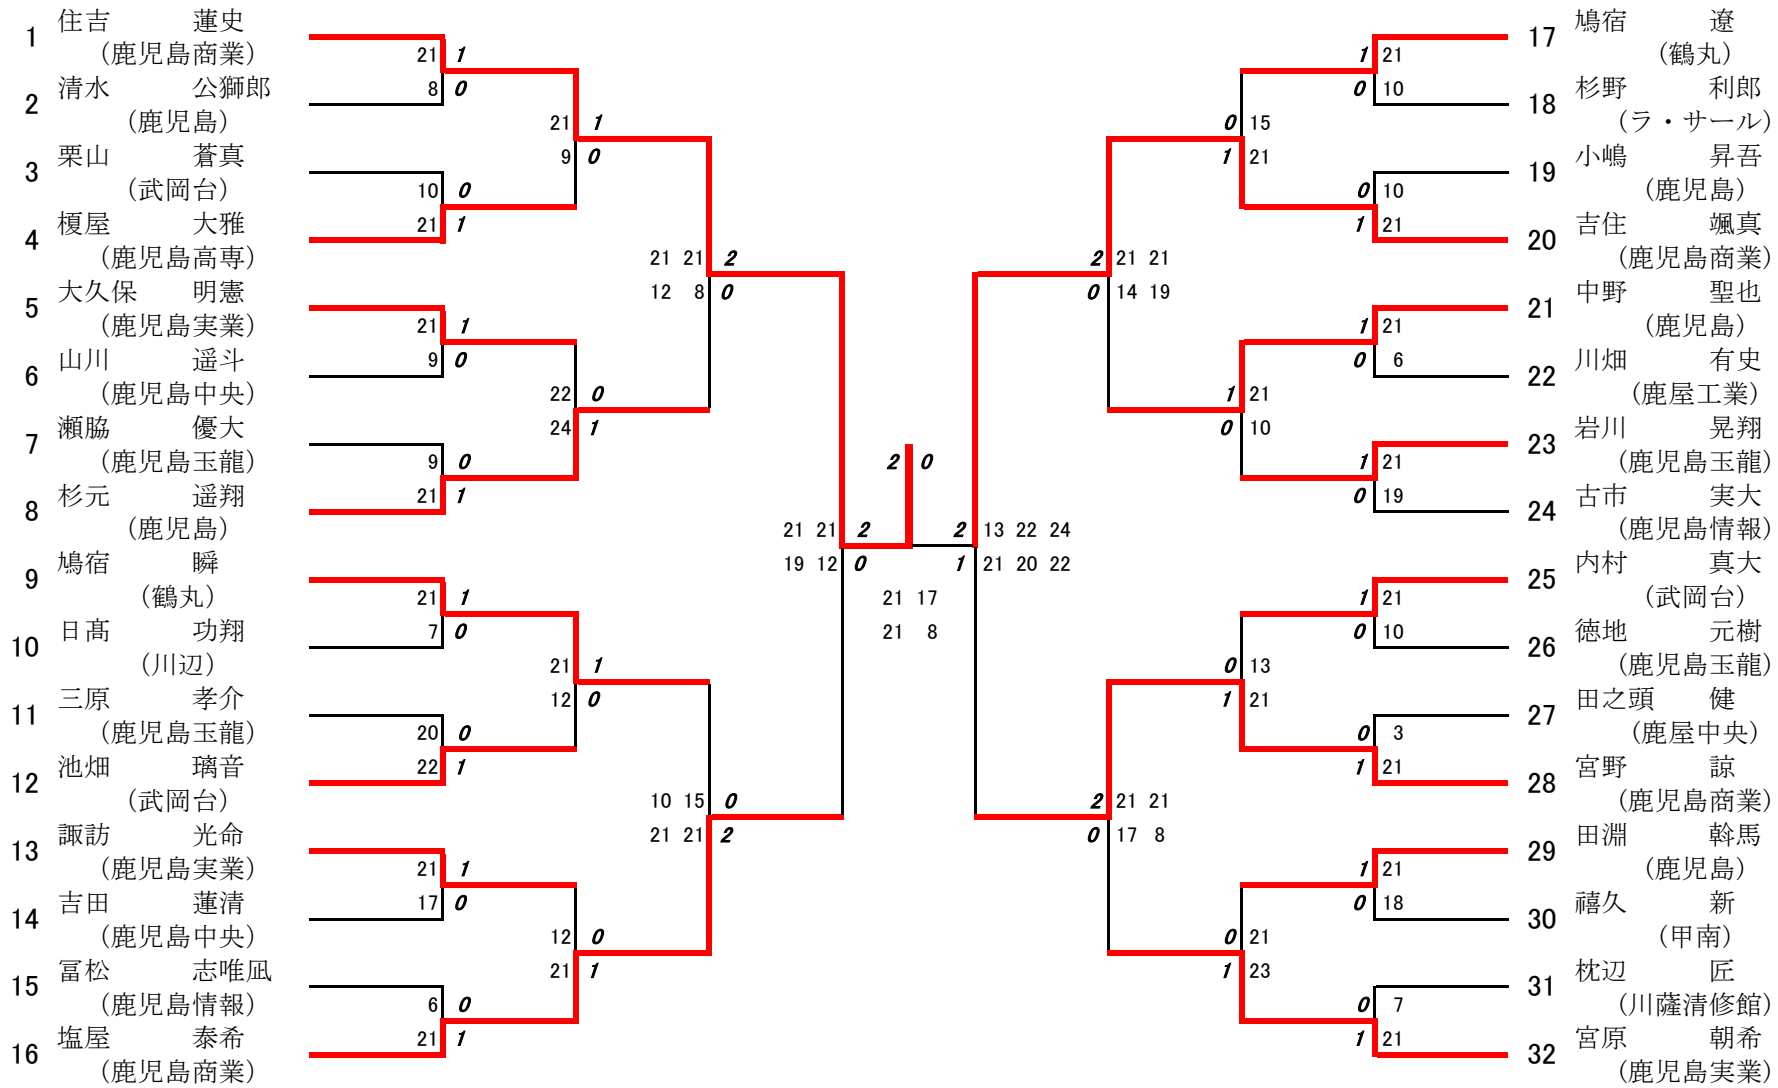 1 住吉 蓮史
(鹿児島商業)
21 1
8 0
2 清水 公獅郎
(鹿児島)
21 1
9 0
3 栗山 蒼真
(武岡台)
10 0
21 1
4 榎屋 大雅
(鹿児島高専)
21 21 2
12 8 0
5 大久保 明憲
(鹿児島実業)
21 1
9 0
6 山川 遥斗
(鹿児島中央)
22 0
24 1
7 瀬脇 優大
(鹿児島玉龍)
9 0
21 1
8 杉元 遥翔
(鹿児島)
21 21 2
19 12 0
9 鳩宿 瞬
(鶴丸)
21 1
7 0
10 日髙 功翔
(川辺)
21 1
12 0
11 三原 孝介
(鹿児島玉龍)
20 0
22 1
12 池畑 璃音
(武岡台)
10 15 0
21 21 2
13 諏訪 光命
(鹿児島実業)
21 1
17 0
14 吉田 蓮清
(鹿児島中央)
12 0
21 1
15 冨松 志唯凪
(鹿児島情報)
6 0
21 1
16 塩屋 泰希
(鹿児島商業)
2 0
21 17
21 8
17 鳩宿 遼
(鶴丸)
1 21
0 10
18 杉野 利郎
(ラ・サール)
0 15
1 21
19 小嶋 昇吾
(鹿児島)
0 10
1 21
20 吉住 颯真
(鹿児島商業)
2 21 21
0 14 19
21 中野 聖也
(鹿児島)
1 21
0 6
22 川畑 有史
(鹿屋工業)
1 21
0 10
23 岩川 晃翔
(鹿児島玉龍)
1 21
0 19
24 古市 実大
(鹿児島情報)
2 13 22 24
1 21 20 22
25 内村 真大
(武岡台)
1 21
0 10
26 徳地 元樹
(鹿児島玉龍)
0 13
1 21
27 田之頭 健
(鹿屋中央)
0 3
1 21
28 宮野 諒
(鹿児島商業)
2 21 21
0 17 8
29 田淵 斡馬
(鹿児島)
1 21
0 18
30 禧久 新
(甲南)
0 21
1 23
31 枕辺 匠
(川薩清修館)
0 7
1 21
32 宮原 朝希
(鹿児島実業)